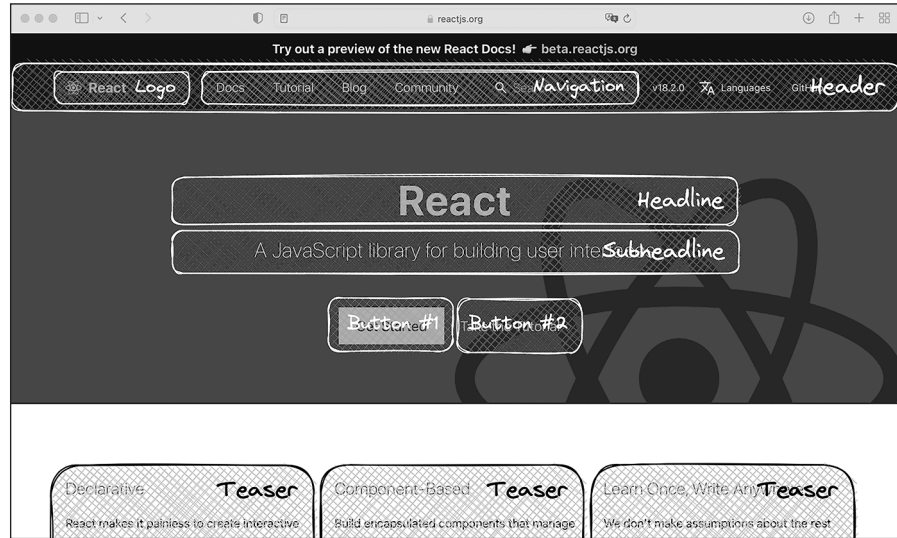 reactjs.org
Try out a preview of the new React Docs! beta.reactjs.org
React Logo Docs Tutorial Blog Community Navigation v18.2.0 Languages Header
React Headline
A JavaScript library for building user Subheadline
Button #1 Button #2
Declarative Teaser Component-Based Teaser Learn Once, Write Teaser
React makes it painless to create interactive Build encapsulated components that manage We don't make assumptions about the rest